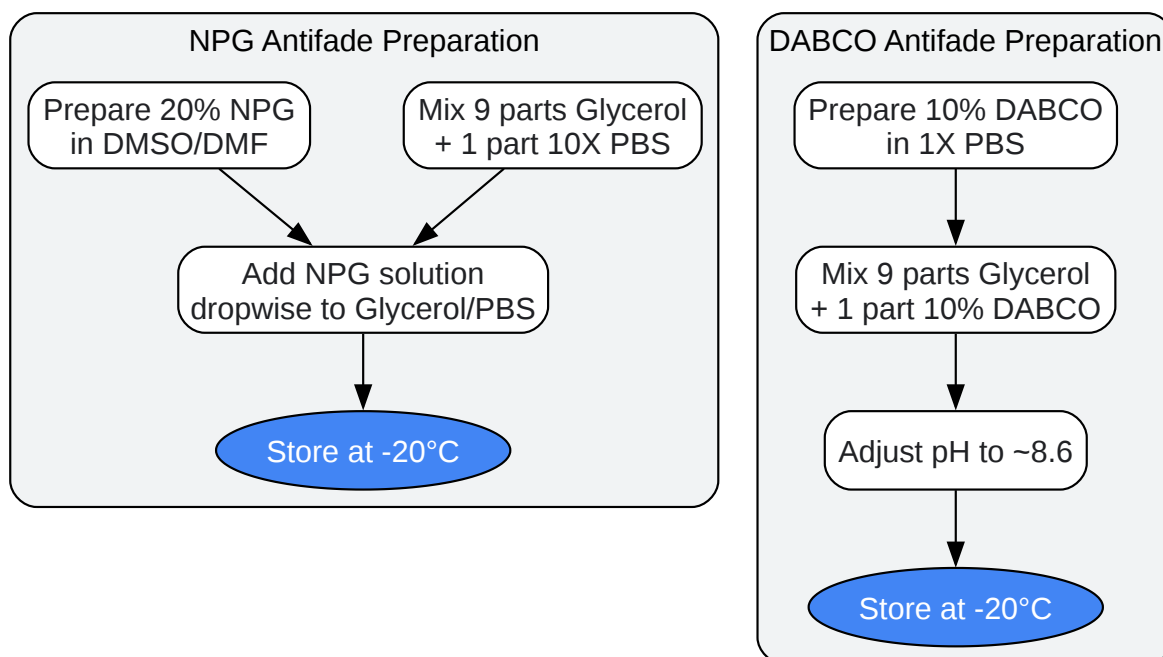 NPG Antifade Preparation
Prepare 20% NPG
in DMSO/DMF
Mix 9 parts Glycerol
+ 1 part 10X PBS
Add NPG solution
dropwise to Glycerol/PBS
Store at -20°C
DABCO Antifade Preparation
Prepare 10% DABCO
in 1X PBS
Mix 9 parts Glycerol
+ 1 part 10% DABCO
Adjust pH to ~8.6
Store at -20°C